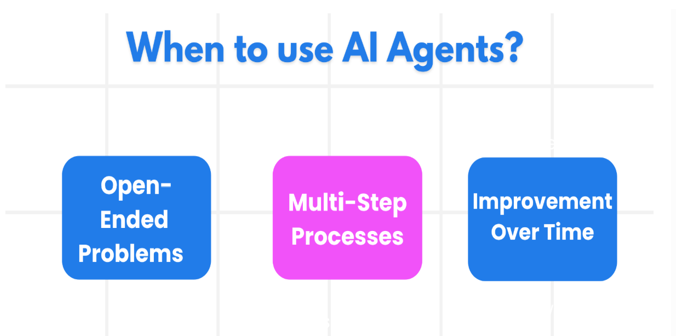 When to use AI Agents?
Open-
Ended
Problems
Multi-Step
Processes
Improvement
Over Time